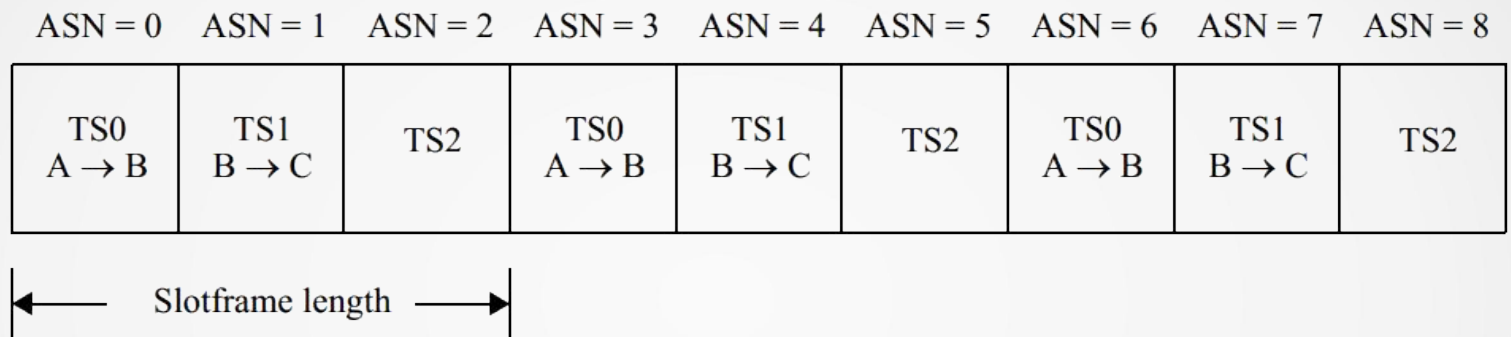 ASN = 0 ASN = 1 ASN = 2 ASN = 3 ASN = 4 ASN = 5 ASN = 6 ASN = 7 ASN = 8
TS0 TS1 TS2 TS0 TS1 TS2 TS0 TS1 TS2
A → B B → C A → B B → C A → B B → C
Slotframe length